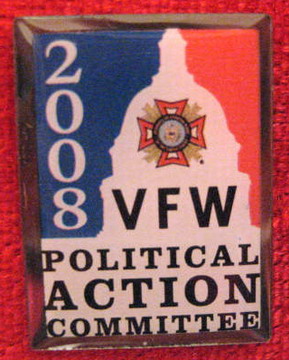 2008
VFW
POLITICAL
ACTION
COMMITTEE